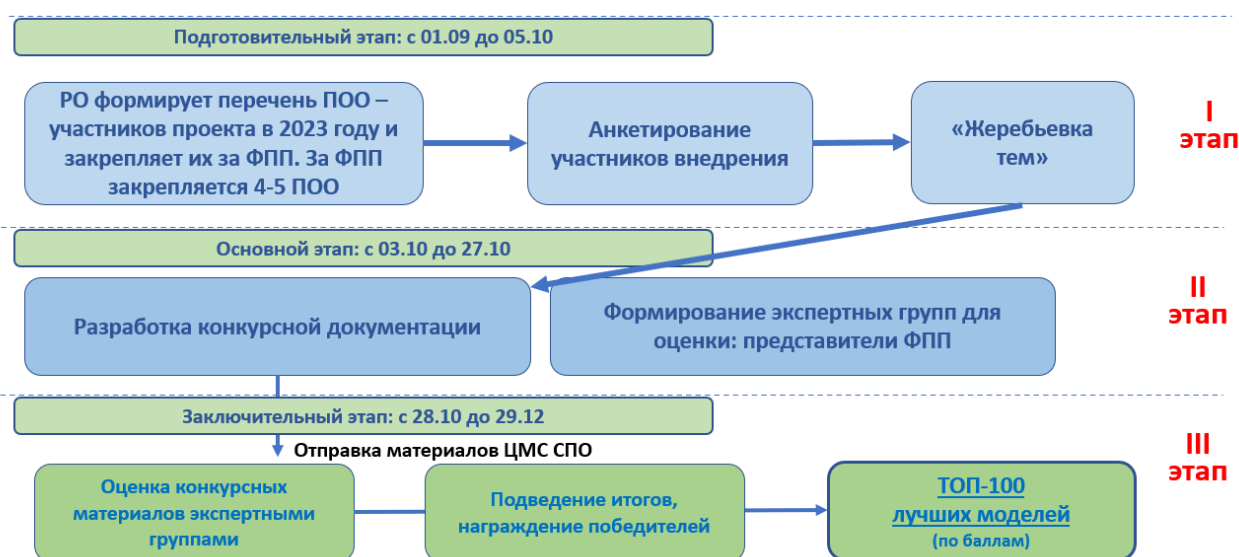 Подготовительный этап: с 01.09 до 05.10
РО формирует перечень ПОО –
участников проекта в 2023 году и
закрепляет их за ФПП. За ФПП
закрепляется 4-5 ПОО
Анкетирование
участников внедрения
«Жеребьевка
тем»
I
этап
Основной этап: с 03.10 до 27.10
Разработка конкурсной документации
Формирование экспертных групп для
оценки: представители ФПП
II
этап
Заключительный этап: с 28.10 до 29.12
Отправка материалов ЦМС СПО
Оценка конкурсных
материалов экспертными
группами
Подведение итогов,
награждение победителей
ТОП-100
лучших моделей
(по баллам)
III
этап